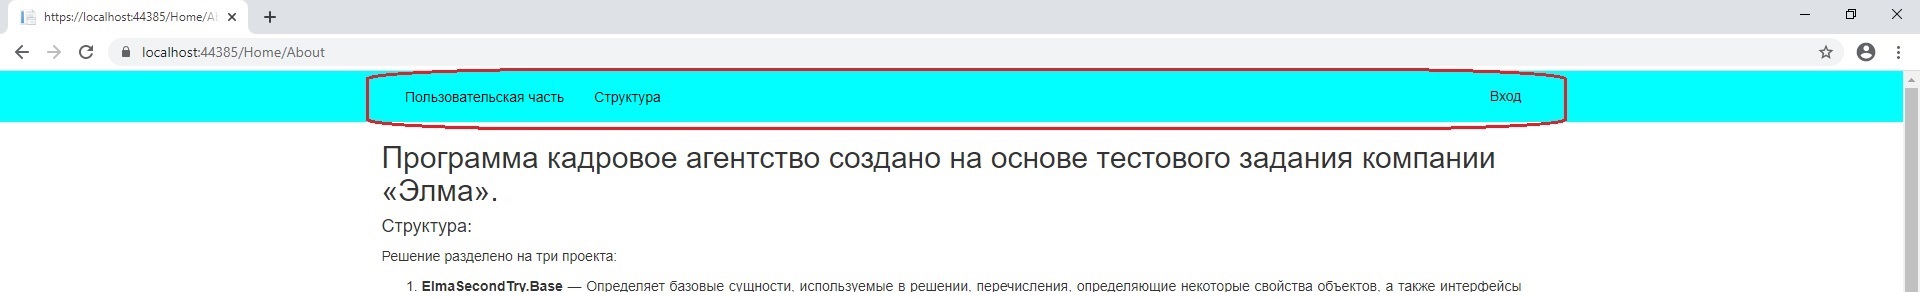 https://localhost:44385/Home/Ab
localhost:44385/Home/About
Пользовательская часть Структура Вход
Программа кадровое агентство создано на основе тестового задания компании
«Элма».
Структура:
Решение разделено на три проекта:
1. ElmaSecondTry.Base — Определяет базовые сущности, используемые в решении, перечисления, определяющие некоторые свойства объектов, а также интерфейсы